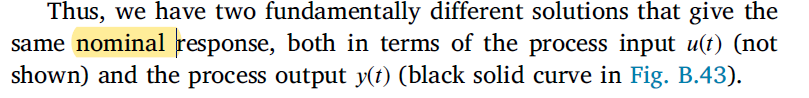 Thus, we have two fundamentally different solutions that give the
same nominal response, both in terms of the process input u(t) (not
shown) and the process output y(t) (black solid curve in Fig. B.43).